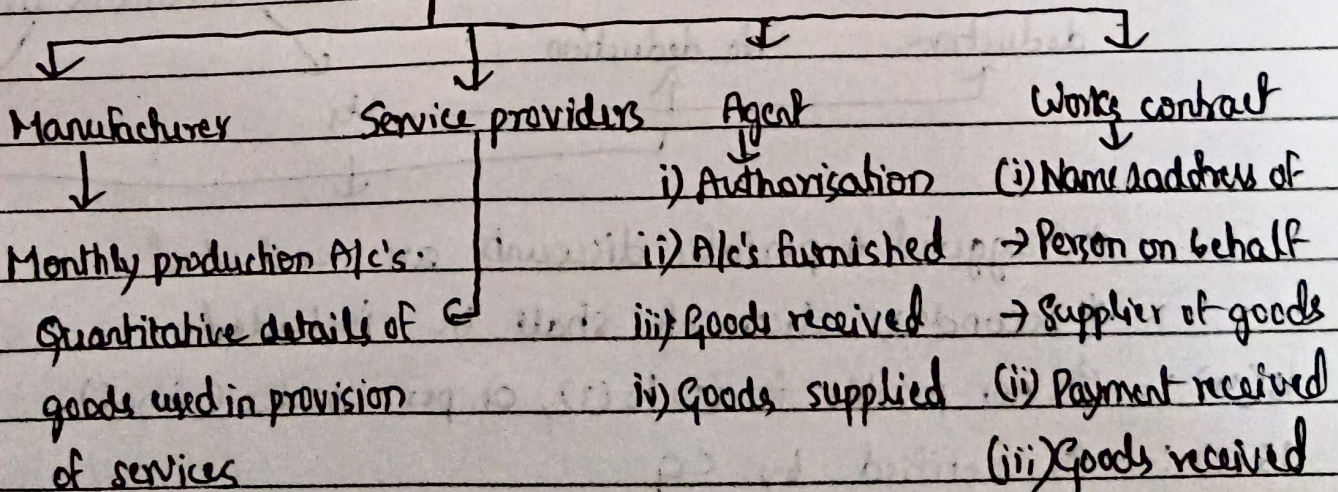 Manufacturer Service providers Agent Works contract
i) Authorisation (i) Name & address of
Monthly production A/c's. ii) A/c's furnished → Person on behalf
Quantitative details of iii) Goods received → Supplier of goods
goods used in provision iv) Goods supplied (ii) Payment received
of services (iii) Goods received